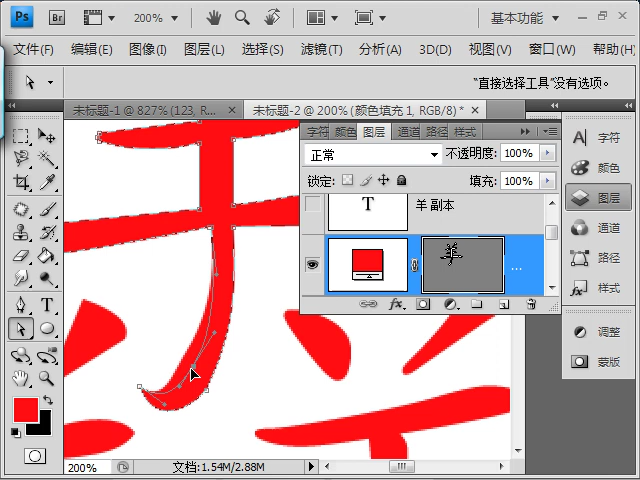 Ps Br 200% 基本功能
文件(F) 编辑(E) 图像(I) 图层(L) 选择(S) 滤镜(T) 分析(A) 3D(D) 视图(V) 窗口(W) 帮助(H)
“直接选择工具”没有选项。
未标题-1 @ 827% (123, R... 未标题-2 @ 200% (颜色填充 1, RGB/8) *
字符 颜色 图层 通道 路径 样式
正常 不透明度: 100%
锁定: 填充: 100%
T 羊 副本
...
字符
颜色
图层
通道
路径
样式
调整
蒙版
200% 文档:1.54M/2.88M